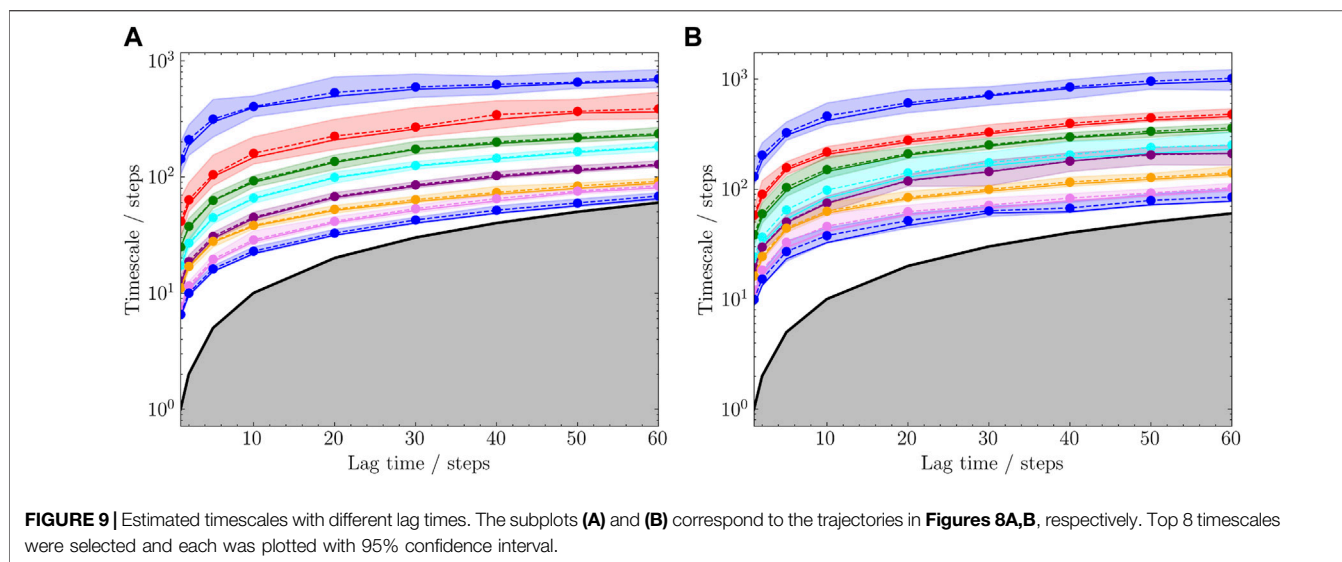 A
B
10³
10²
10¹
10⁰
Timescale / steps
10
20
30
40
50
60
Lag time / steps
10³
10²
10¹
10⁰
Timescale / steps
10
20
30
40
50
60
Lag time / steps
FIGURE 9 | Estimated timescales with different lag times. The subplots (A) and (B) correspond to the trajectories in Figures 8A,B, respectively. Top 8 timescales
were selected and each was plotted with 95% confidence interval.